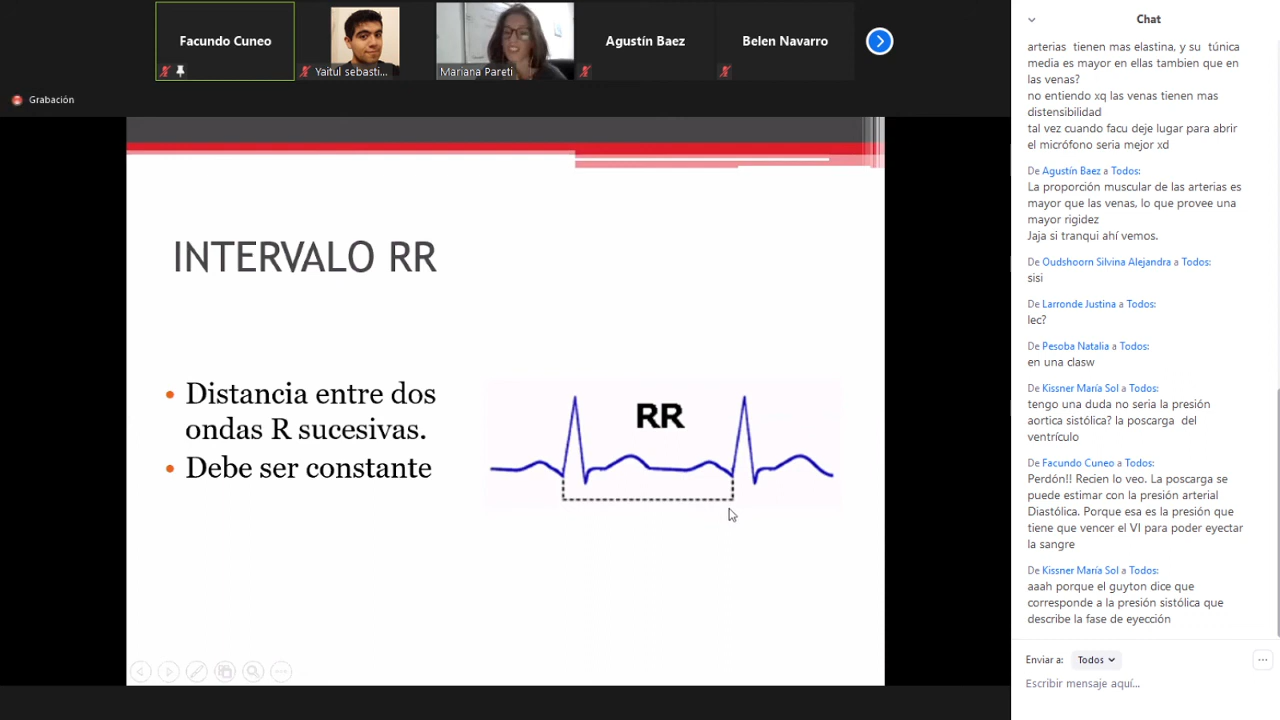 Facundo Cuneo
Yaitul sebasti...
Mariana Pareti
Agustín Baez
Belen Navarro
Grabación
INTERVALO RR
• Distancia entre dos
ondas R sucesivas.
• Debe ser constante
RR
Chat
arterias tienen mas elastina, y su túnica
media es mayor en ellas tambien que en
las venas?
no entiendo xq las venas tienen mas
distensibilidad
tal vez cuando facu deje lugar para abrir
el micrófono seria mejor xd
De Agustín Baez a Todos:
La proporción muscular de las arterias es
mayor que las venas, lo que provee una
mayor rigidez
Jaja si tranqui ahí vemos.
De Oudshoorn Silvina Alejandra a Todos:
sisi
De Larronde Justina a Todos:
lec?
De Pesoba Natalia a Todos:
en una clasw
De Kissner María Sol a Todos:
tengo una duda no seria la presión
aortica sistólica? la poscarga del
ventrículo
De Facundo Cuneo a Todos:
Perdón!! Recien lo veo. La poscarga se
puede estimar con la presión arterial
Diastólica. Porque esa es la presión que
tiene que vencer el VI para poder eyectar
la sangre
De Kissner María Sol a Todos:
aaah porque el guyton dice que
corresponde a la presión sistólica que
describe la fase de eyección
Enviar a: Todos
Escribir mensaje aquí...